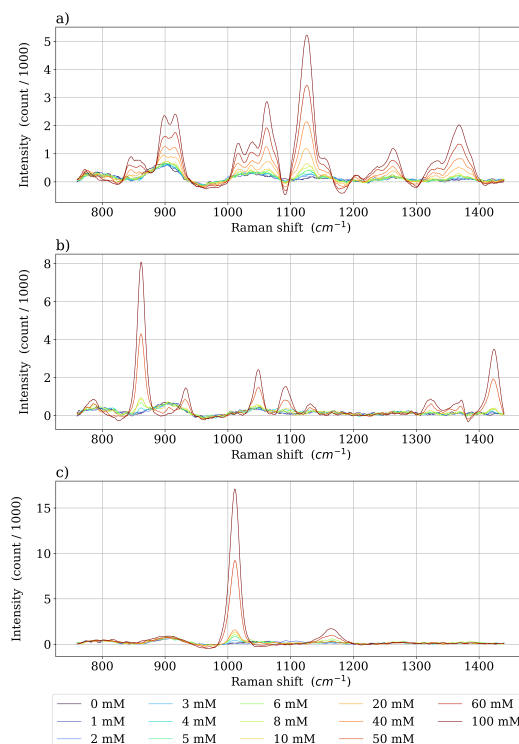 a)
5
4
3
2
1
0
Intensity (count / 1000)
800 900 1000 1100 1200 1300 1400
Raman shift (cm⁻¹)
b)
8
6
4
2
0
Intensity (count / 1000)
800 900 1000 1100 1200 1300 1400
Raman shift (cm⁻¹)
c)
15
10
5
0
Intensity (count / 1000)
800 900 1000 1100 1200 1300 1400
Raman shift (cm⁻¹)
0 mM 3 mM 6 mM 20 mM 60 mM
1 mM 4 mM 8 mM 40 mM 100 mM
2 mM 5 mM 10 mM 50 mM